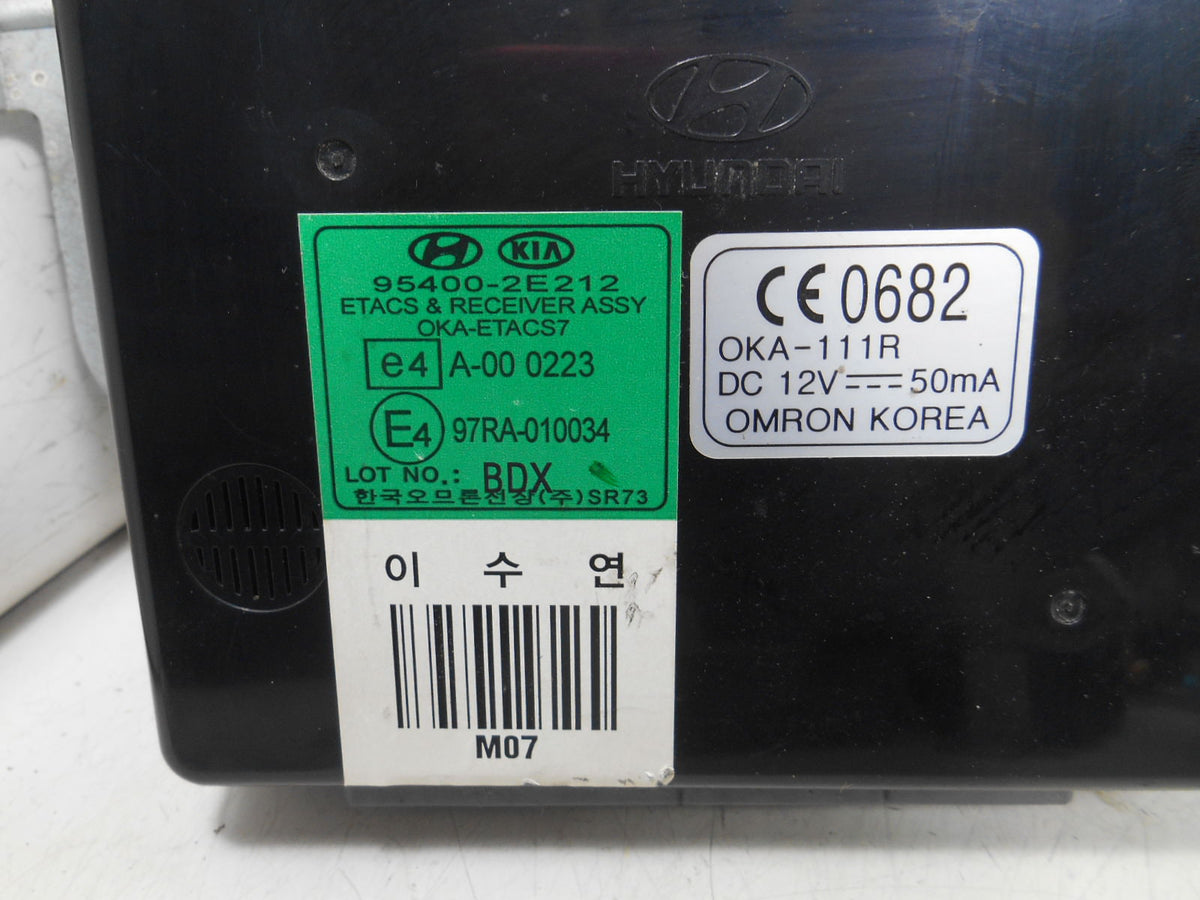 HYUNDAI
KIA
95400-2E212
ETACS & RECEIVER ASSY
OKA-ETACS7
e4 A-00 0223
E4 97RA-010034
LOT NO.: BDX
한국오므론전장(주)SR73
이 수 연
M07
CE 0682
OKA-111R
DC 12V 50mA
OMRON KOREA